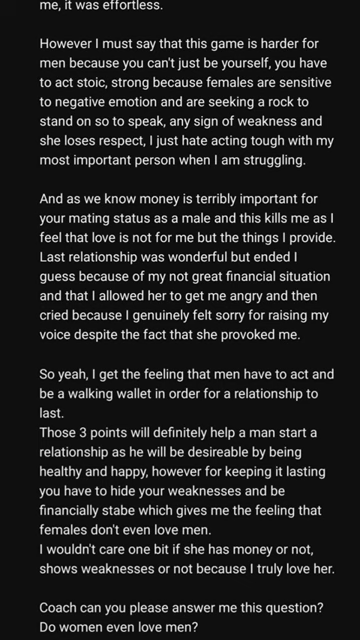 me, it was effortless.
However I must say that this game is harder for
men because you can't just be yourself, you have
to act stoic, strong because females are sensitive
to negative emotion and are seeking a rock to
stand on so to speak, any sign of weakness and
she loses respect, I just hate acting tough with my
most important person when I am struggling.
And as we know money is terribly important for
your mating status as a male and this kills me as I
feel that love is not for me but the things I provide.
Last relationship was wonderful but ended I
guess because of my not great financial situation
and that I allowed her to get me angry and then
cried because I genuinely felt sorry for raising my
voice despite the fact that she provoked me.
So yeah, I get the feeling that men have to act and
be a walking wallet in order for a relationship to
last.
Those 3 points will definitely help a man start a
relationship as he will be desireable by being
healthy and happy, however for keeping it lasting
you have to hide your weaknesses and be
financially stabe which gives me the feeling that
females don't even love men.
I wouldn't care one bit if she has money or not,
shows weaknesses or not because I truly love her.
Coach can you please answer me this question?
Do women even love men?